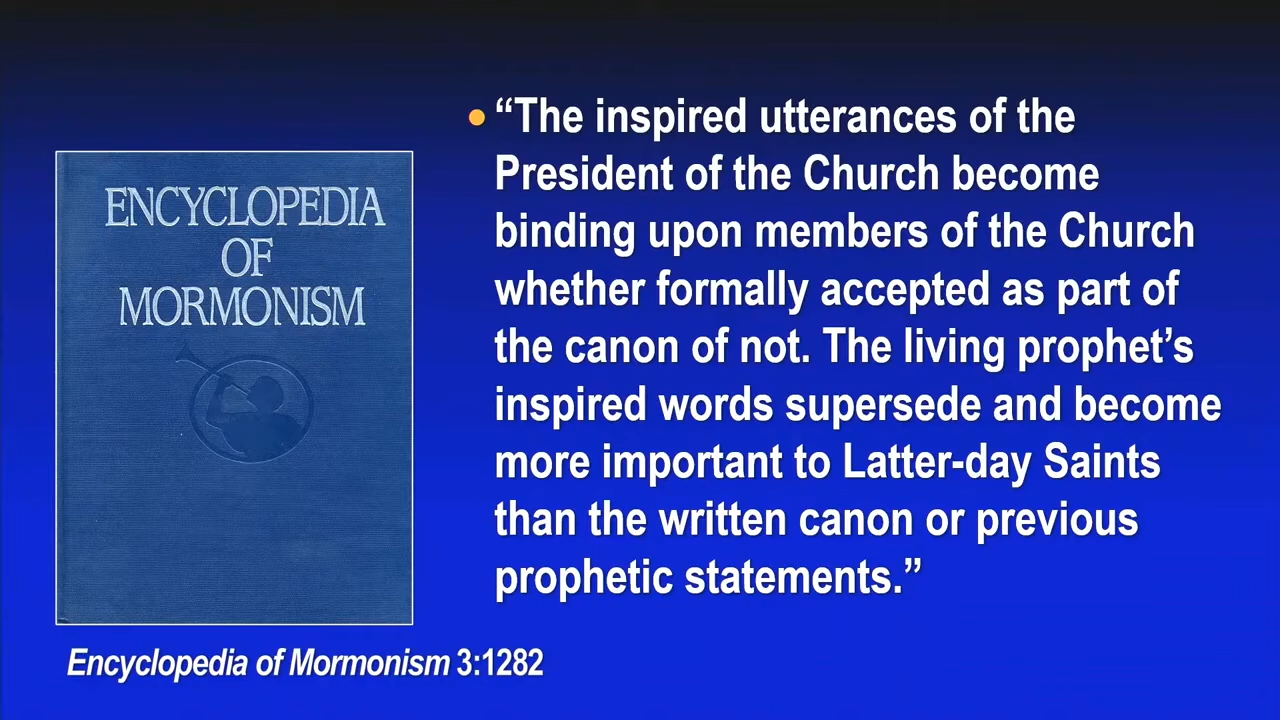 ENCYCLOPEDIA
OF
MORMONISM
Encyclopedia of Mormonism 3:1282
• “The inspired utterances of the
President of the Church become
binding upon members of the Church
whether formally accepted as part of
the canon of not. The living prophet’s
inspired words supersede and become
more important to Latter-day Saints
than the written canon or previous
prophetic statements.”